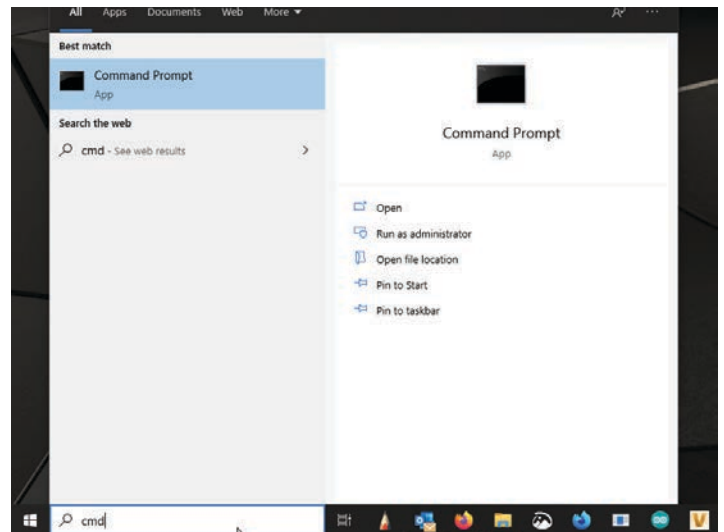 All Apps Documents Web More
Best match
Command Prompt
App
Search the web
cmd - See web results
Command Prompt
App
Open
Run as administrator
Open file location
Pin to Start
Pin to taskbar
cmd